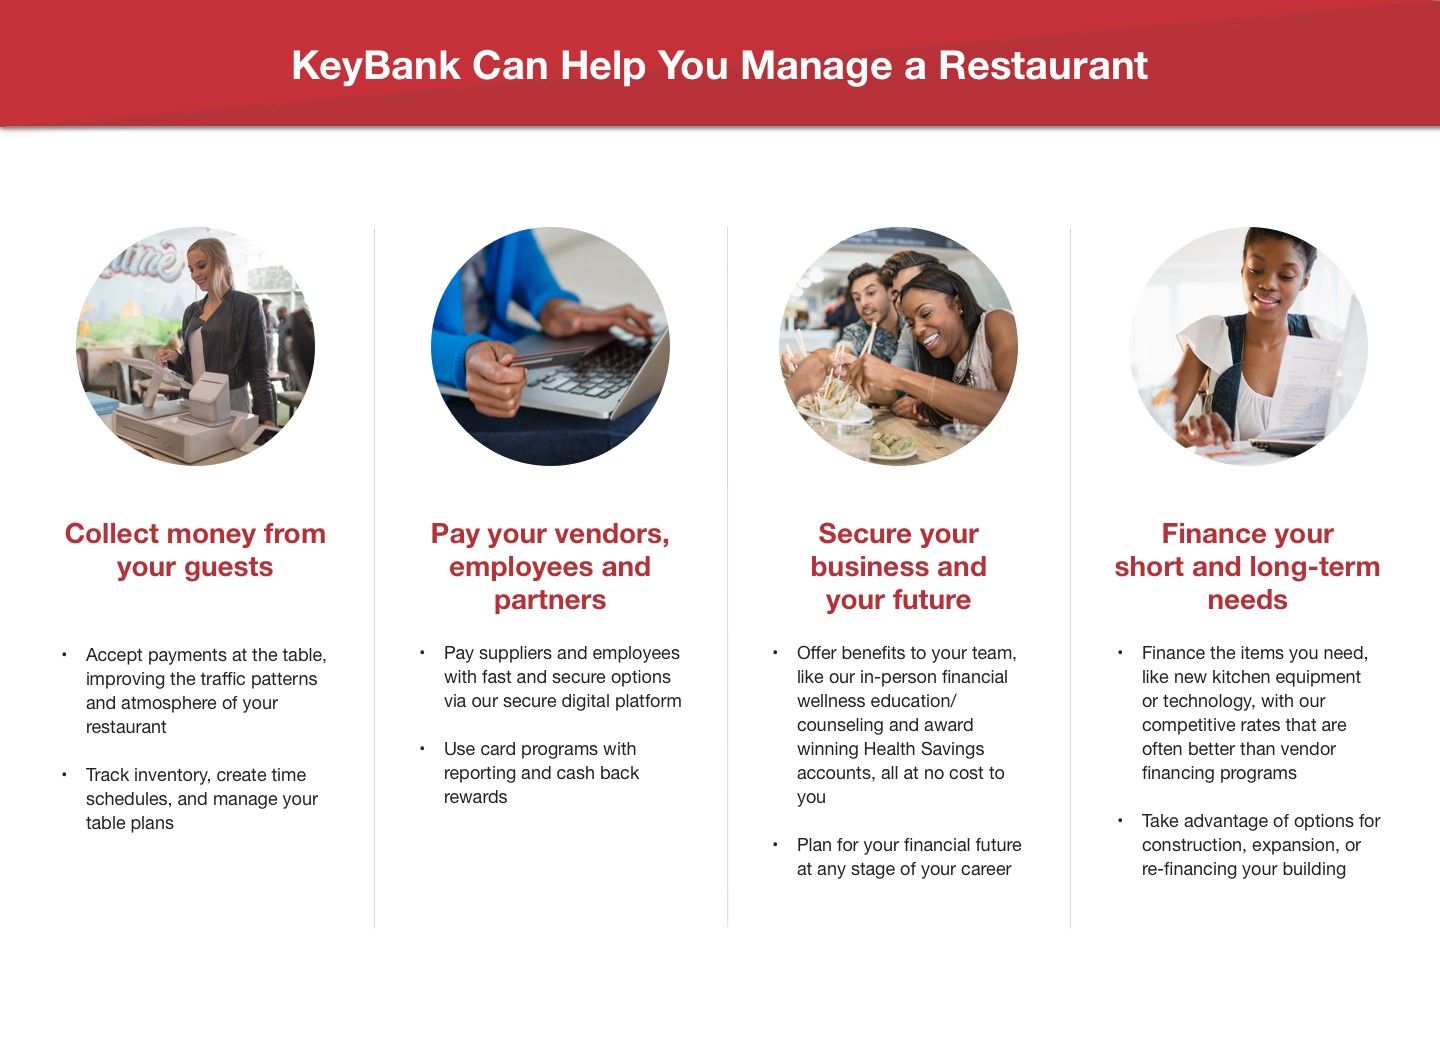 KeyBank Can Help You Manage a Restaurant
Collect money from
your guests
• Accept payments at the table,
improving the traffic patterns
and atmosphere of your
restaurant
• Track inventory, create time
schedules, and manage your
table plans
Pay your vendors,
employees and
partners
• Pay suppliers and employees
with fast and secure options
via our secure digital platform
• Use card programs with
reporting and cash back
rewards
Secure your
business and
your future
• Offer benefits to your team,
like our in-person financial
wellness education/
counseling and award
winning Health Savings
accounts, all at no cost to
you
• Plan for your financial future
at any stage of your career
Finance your
short and long-term
needs
• Finance the items you need,
like new kitchen equipment
or technology, with our
competitive rates that are
often better than vendor
financing programs
• Take advantage of options for
construction, expansion, or
re-financing your building